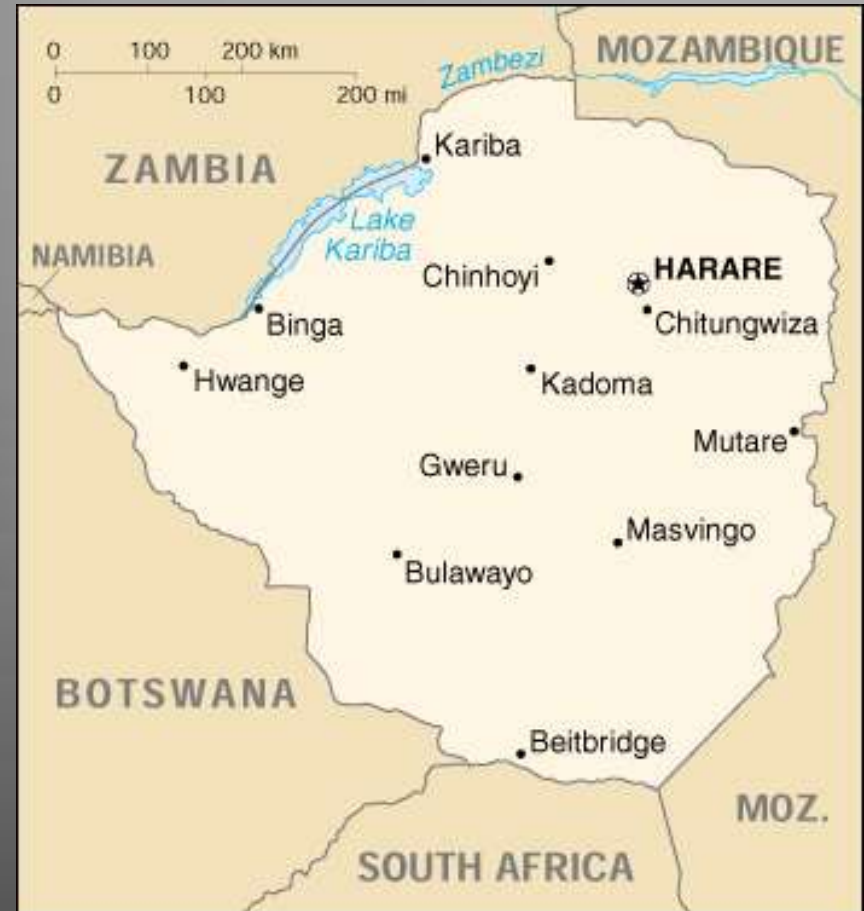 0 100 200 km
0 100 200 mi
Zambezi
MOZAMBIQUE
ZAMBIA
Kariba
Lake
Kariba
NAMIBIA
Chinhoyi
HARARE
Binga
Chitungwiza
Hwange
Kadoma
Mutare
Gweru
Masvingo
Bulawayo
BOTSWANA
Beitbridge
MOZ.
SOUTH AFRICA